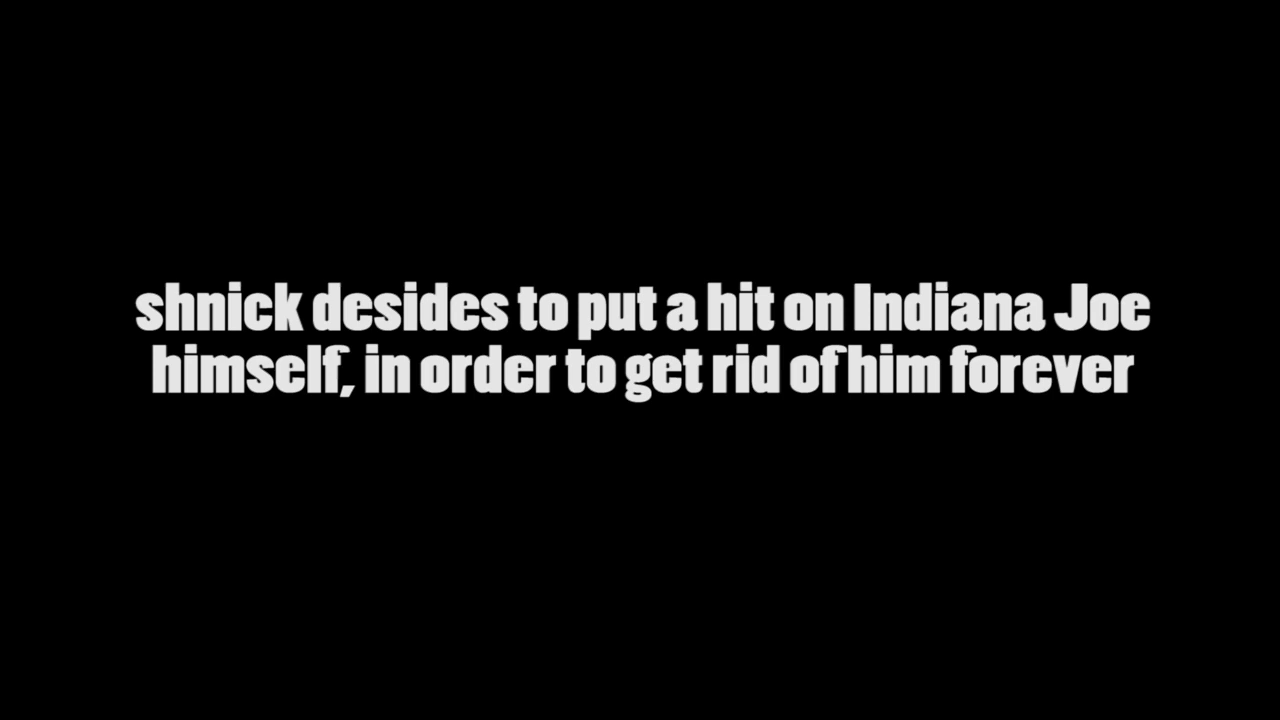 shnick desides to put a hit on Indiana Joe
himself, in order to get rid of him forever